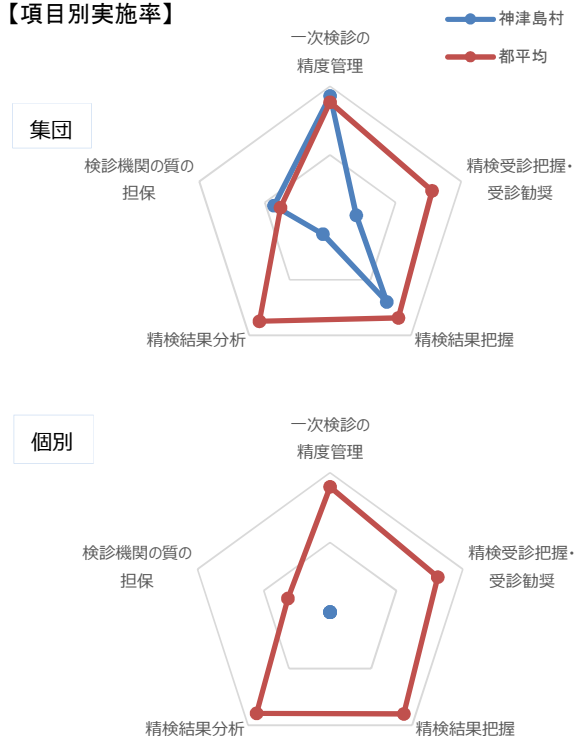 【項目別実施率】
神津島村
都平均
集団
一次検診の
精度管理
精検受診把握・
受診勧奨
精検結果把握
精検結果分析
検診機関の質の
担保
個別
一次検診の
精度管理
精検受診把握・
受診勧奨
精検結果把握
精検結果分析
検診機関の質の
担保